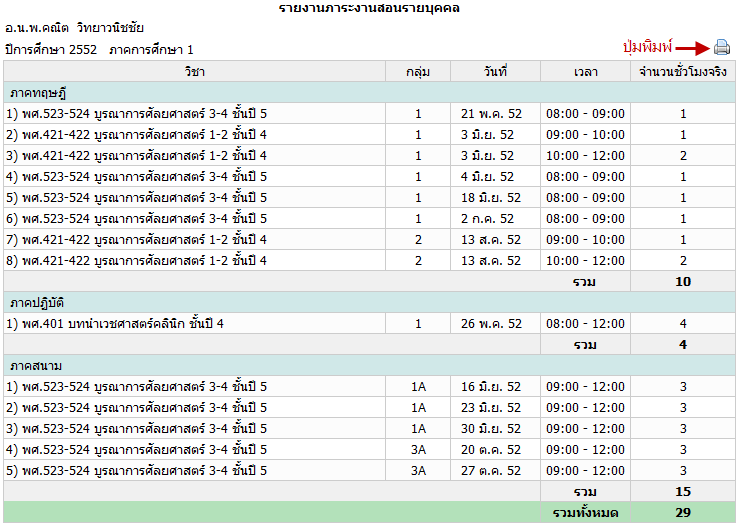 รายงานภาระงานสอนรายบุคคล
อ.น.พ.คณิต วิทยาวนิชชัย
ปีการศึกษา 2552 ภาคการศึกษา 1 ปุ่มพิมพ์
วิชา กลุ่ม วันที่ เวลา จำนวนชั่วโมงจริง
ภาคทฤษฎี
1) พศ.523-524 บูรณาการศัลยศาสตร์ 3-4 ชั้นปี 5 1 21 พ.ค. 52 08:00 - 09:00 1
2) พศ.421-422 บูรณาการศัลยศาสตร์ 1-2 ชั้นปี 4 1 3 มิ.ย. 52 09:00 - 10:00 1
3) พศ.421-422 บูรณาการศัลยศาสตร์ 1-2 ชั้นปี 4 1 3 มิ.ย. 52 10:00 - 12:00 2
4) พศ.523-524 บูรณาการศัลยศาสตร์ 3-4 ชั้นปี 5 1 4 มิ.ย. 52 08:00 - 09:00 1
5) พศ.523-524 บูรณาการศัลยศาสตร์ 3-4 ชั้นปี 5 1 18 มิ.ย. 52 08:00 - 09:00 1
6) พศ.523-524 บูรณาการศัลยศาสตร์ 3-4 ชั้นปี 5 1 2 ก.ค. 52 08:00 - 09:00 1
7) พศ.421-422 บูรณาการศัลยศาสตร์ 1-2 ชั้นปี 4 2 13 ส.ค. 52 09:00 - 10:00 1
8) พศ.421-422 บูรณาการศัลยศาสตร์ 1-2 ชั้นปี 4 2 13 ส.ค. 52 10:00 - 12:00 2
รวม 10
ภาคปฏิบัติ
1) พศ.401 บทนำเวชศาสตร์คลินิก ชั้นปี 4 1 26 พ.ค. 52 08:00 - 12:00 4
รวม 4
ภาคสนาม
1) พศ.523-524 บูรณาการศัลยศาสตร์ 3-4 ชั้นปี 5 1A 16 มิ.ย. 52 09:00 - 12:00 3
2) พศ.523-524 บูรณาการศัลยศาสตร์ 3-4 ชั้นปี 5 1A 23 มิ.ย. 52 09:00 - 12:00 3
3) พศ.523-524 บูรณาการศัลยศาสตร์ 3-4 ชั้นปี 5 1A 30 มิ.ย. 52 09:00 - 12:00 3
4) พศ.523-524 บูรณาการศัลยศาสตร์ 3-4 ชั้นปี 5 3A 20 ต.ค. 52 09:00 - 12:00 3
5) พศ.523-524 บูรณาการศัลยศาสตร์ 3-4 ชั้นปี 5 3A 27 ต.ค. 52 09:00 - 12:00 3
รวม 15
รวมทั้งหมด 29